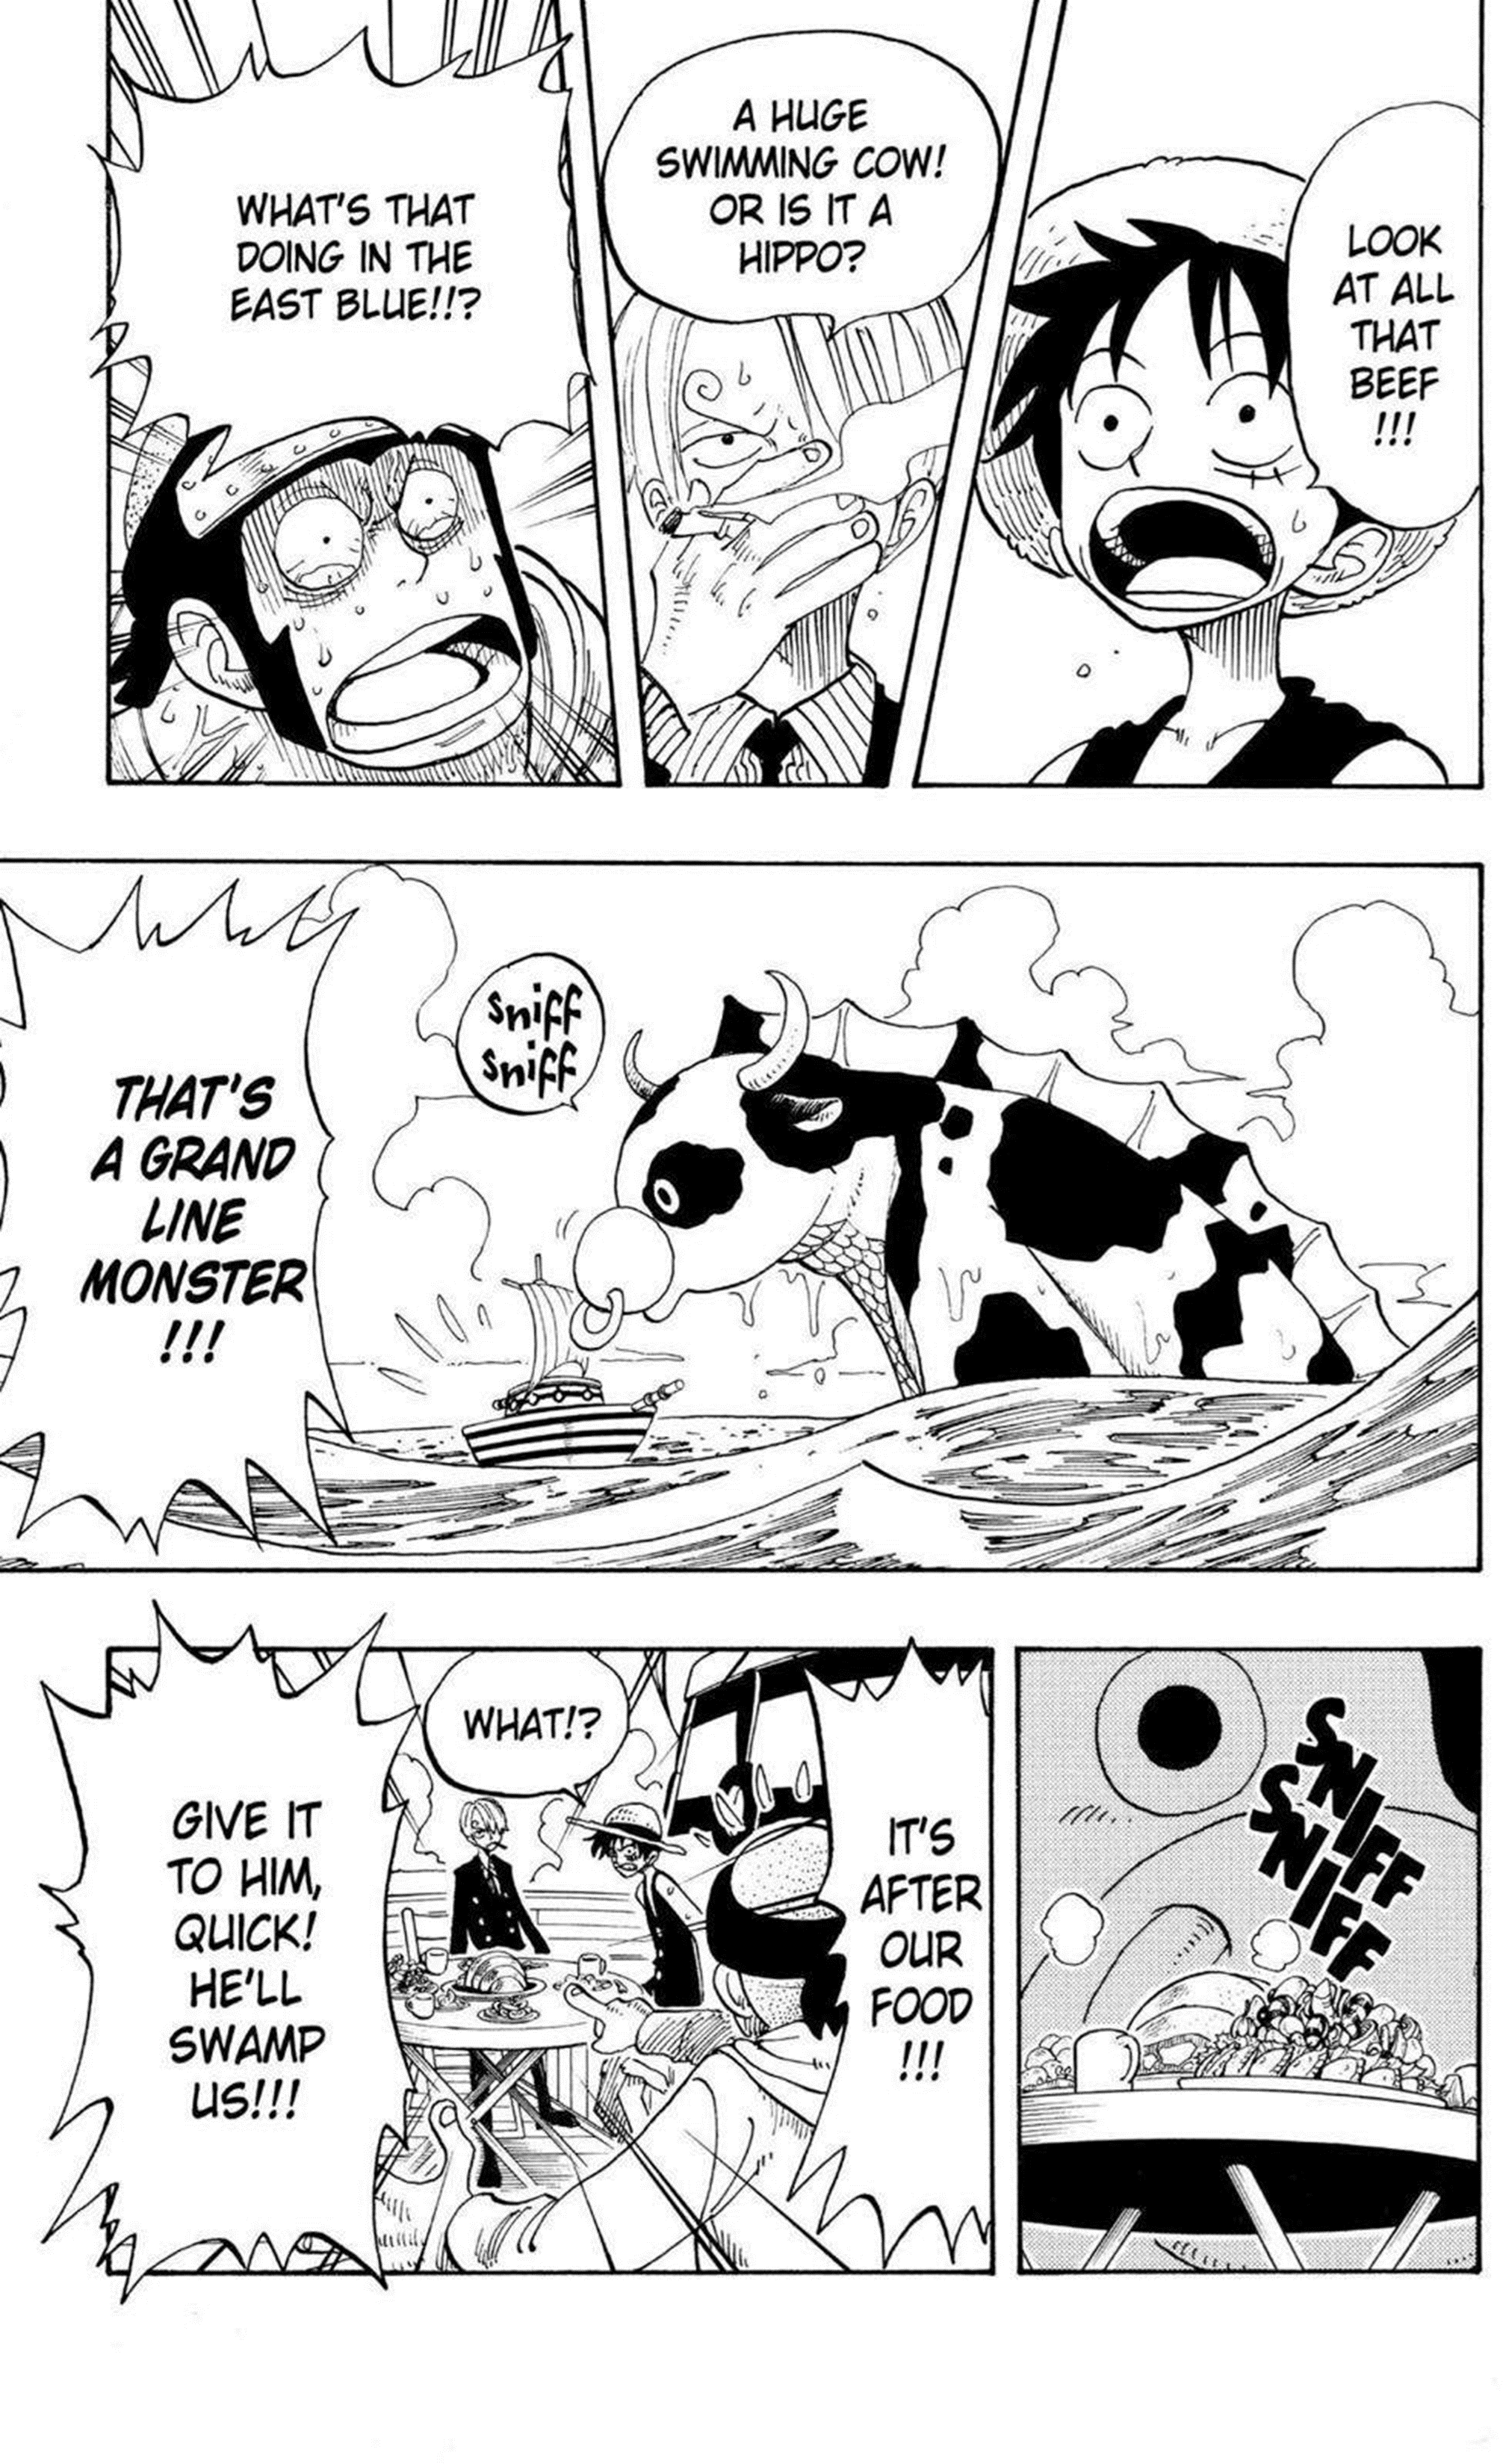 LOOK
AT ALL
THAT
BEEF
!!!
A HUGE
SWIMMING COW!
OR IS IT A
HIPPO?
WHAT'S THAT
DOING IN THE
EAST BLUE!!?
sniff
sniff
THAT'S
A GRAND
LINE
MONSTER
!!!
SNIFF
SNIFF
IT'S
AFTER
OUR
FOOD
!!!
WHAT!?
GIVE IT
TO HIM,
QUICK!
HE'LL
SWAMP
US!!!